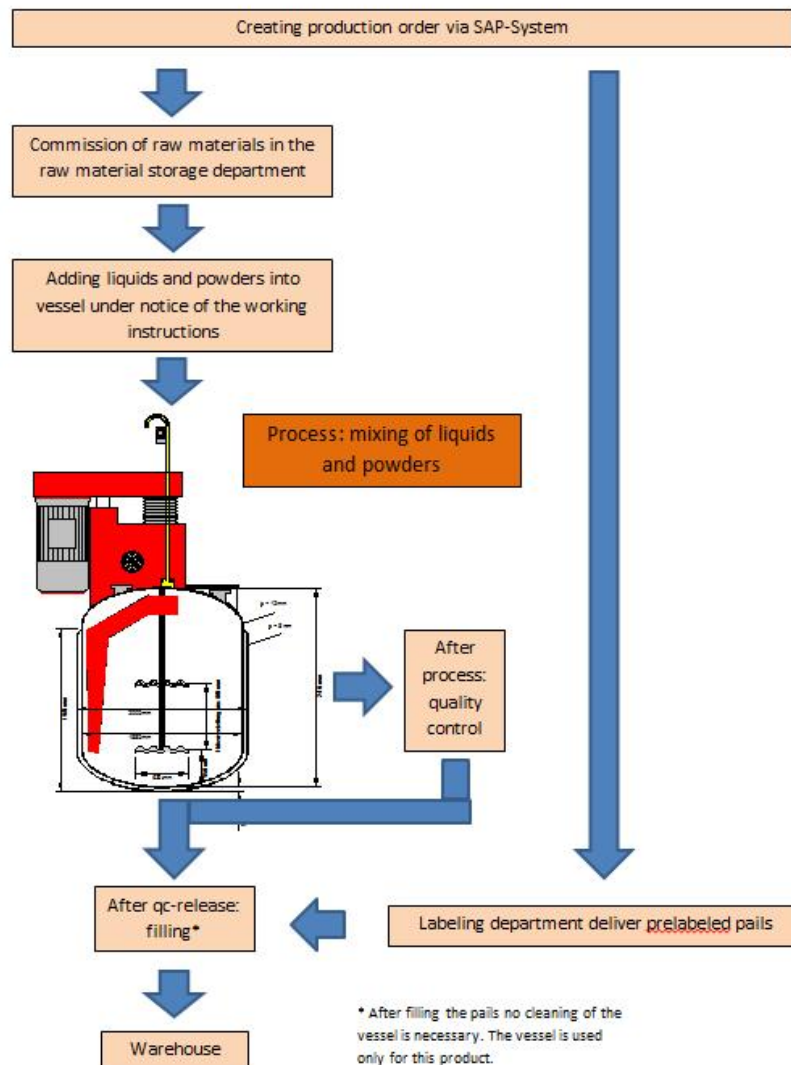 Creating production order via SAP-System
Commission of raw materials in the
raw material storage department
Adding liquids and powders into
vessel under notice of the working
instructions
Process: mixing of liquids
and powders
After
process:
quality
control
After qc-release:
filling*
Labeling department deliver prelabeled pails
Warehouse
* After filling the pails no cleaning of the
vessel is necessary. The vessel is used
only for this product.